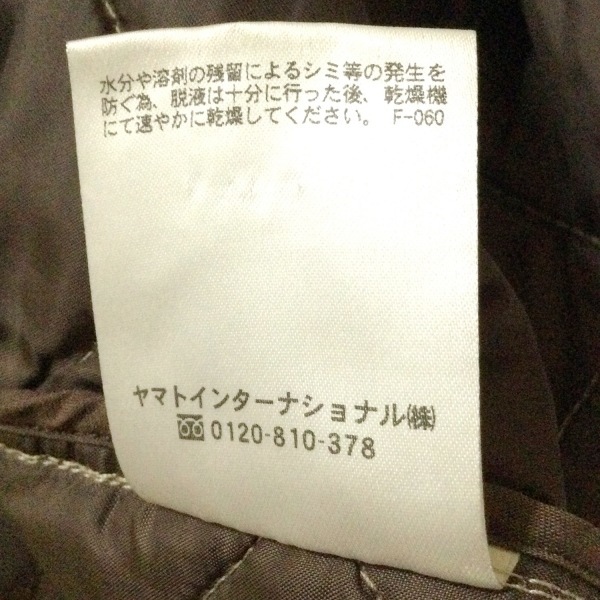 水分や溶剤の残留によるシミ等の発生を
防ぐ為、脱液は十分に行った後、乾燥機
にて速やかに乾燥してください。 F-060
ヤマトインターナショナル㈱
0120-810-378